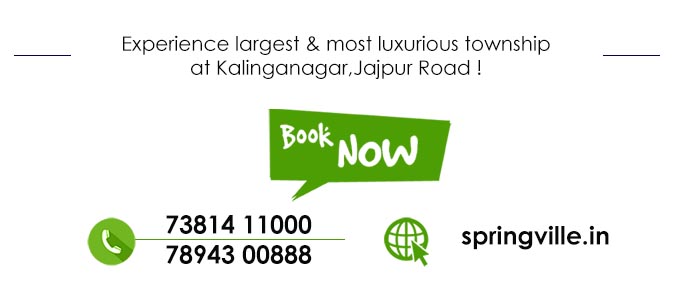 Experience largest & most luxurious township
at Kalinganagar,Jajpur Road !
Book
NOW
73814 11000
78943 00888
springville.in